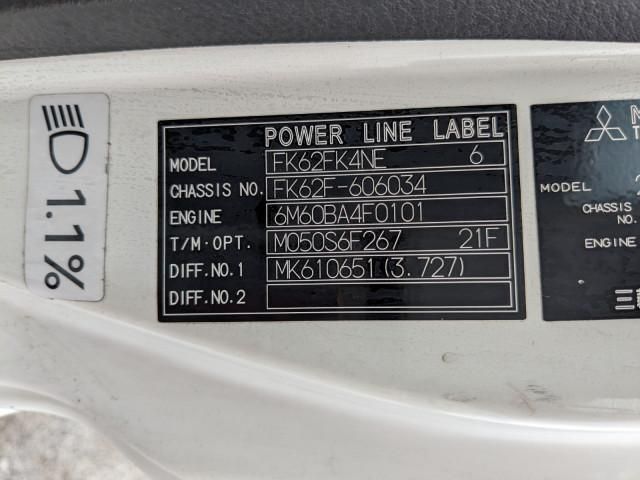 1.1%
POWER LINE LABEL
MODEL FK62FK4NE 6
CHASSIS NO. FK62F-606034
ENGINE 6M60BA4F0101
T/M·OPT. M050S6F267 21F
DIFF.NO.1 MK610651(3.727)
DIFF.NO.2
MODEL
CHASSIS NO.
ENGINE
三